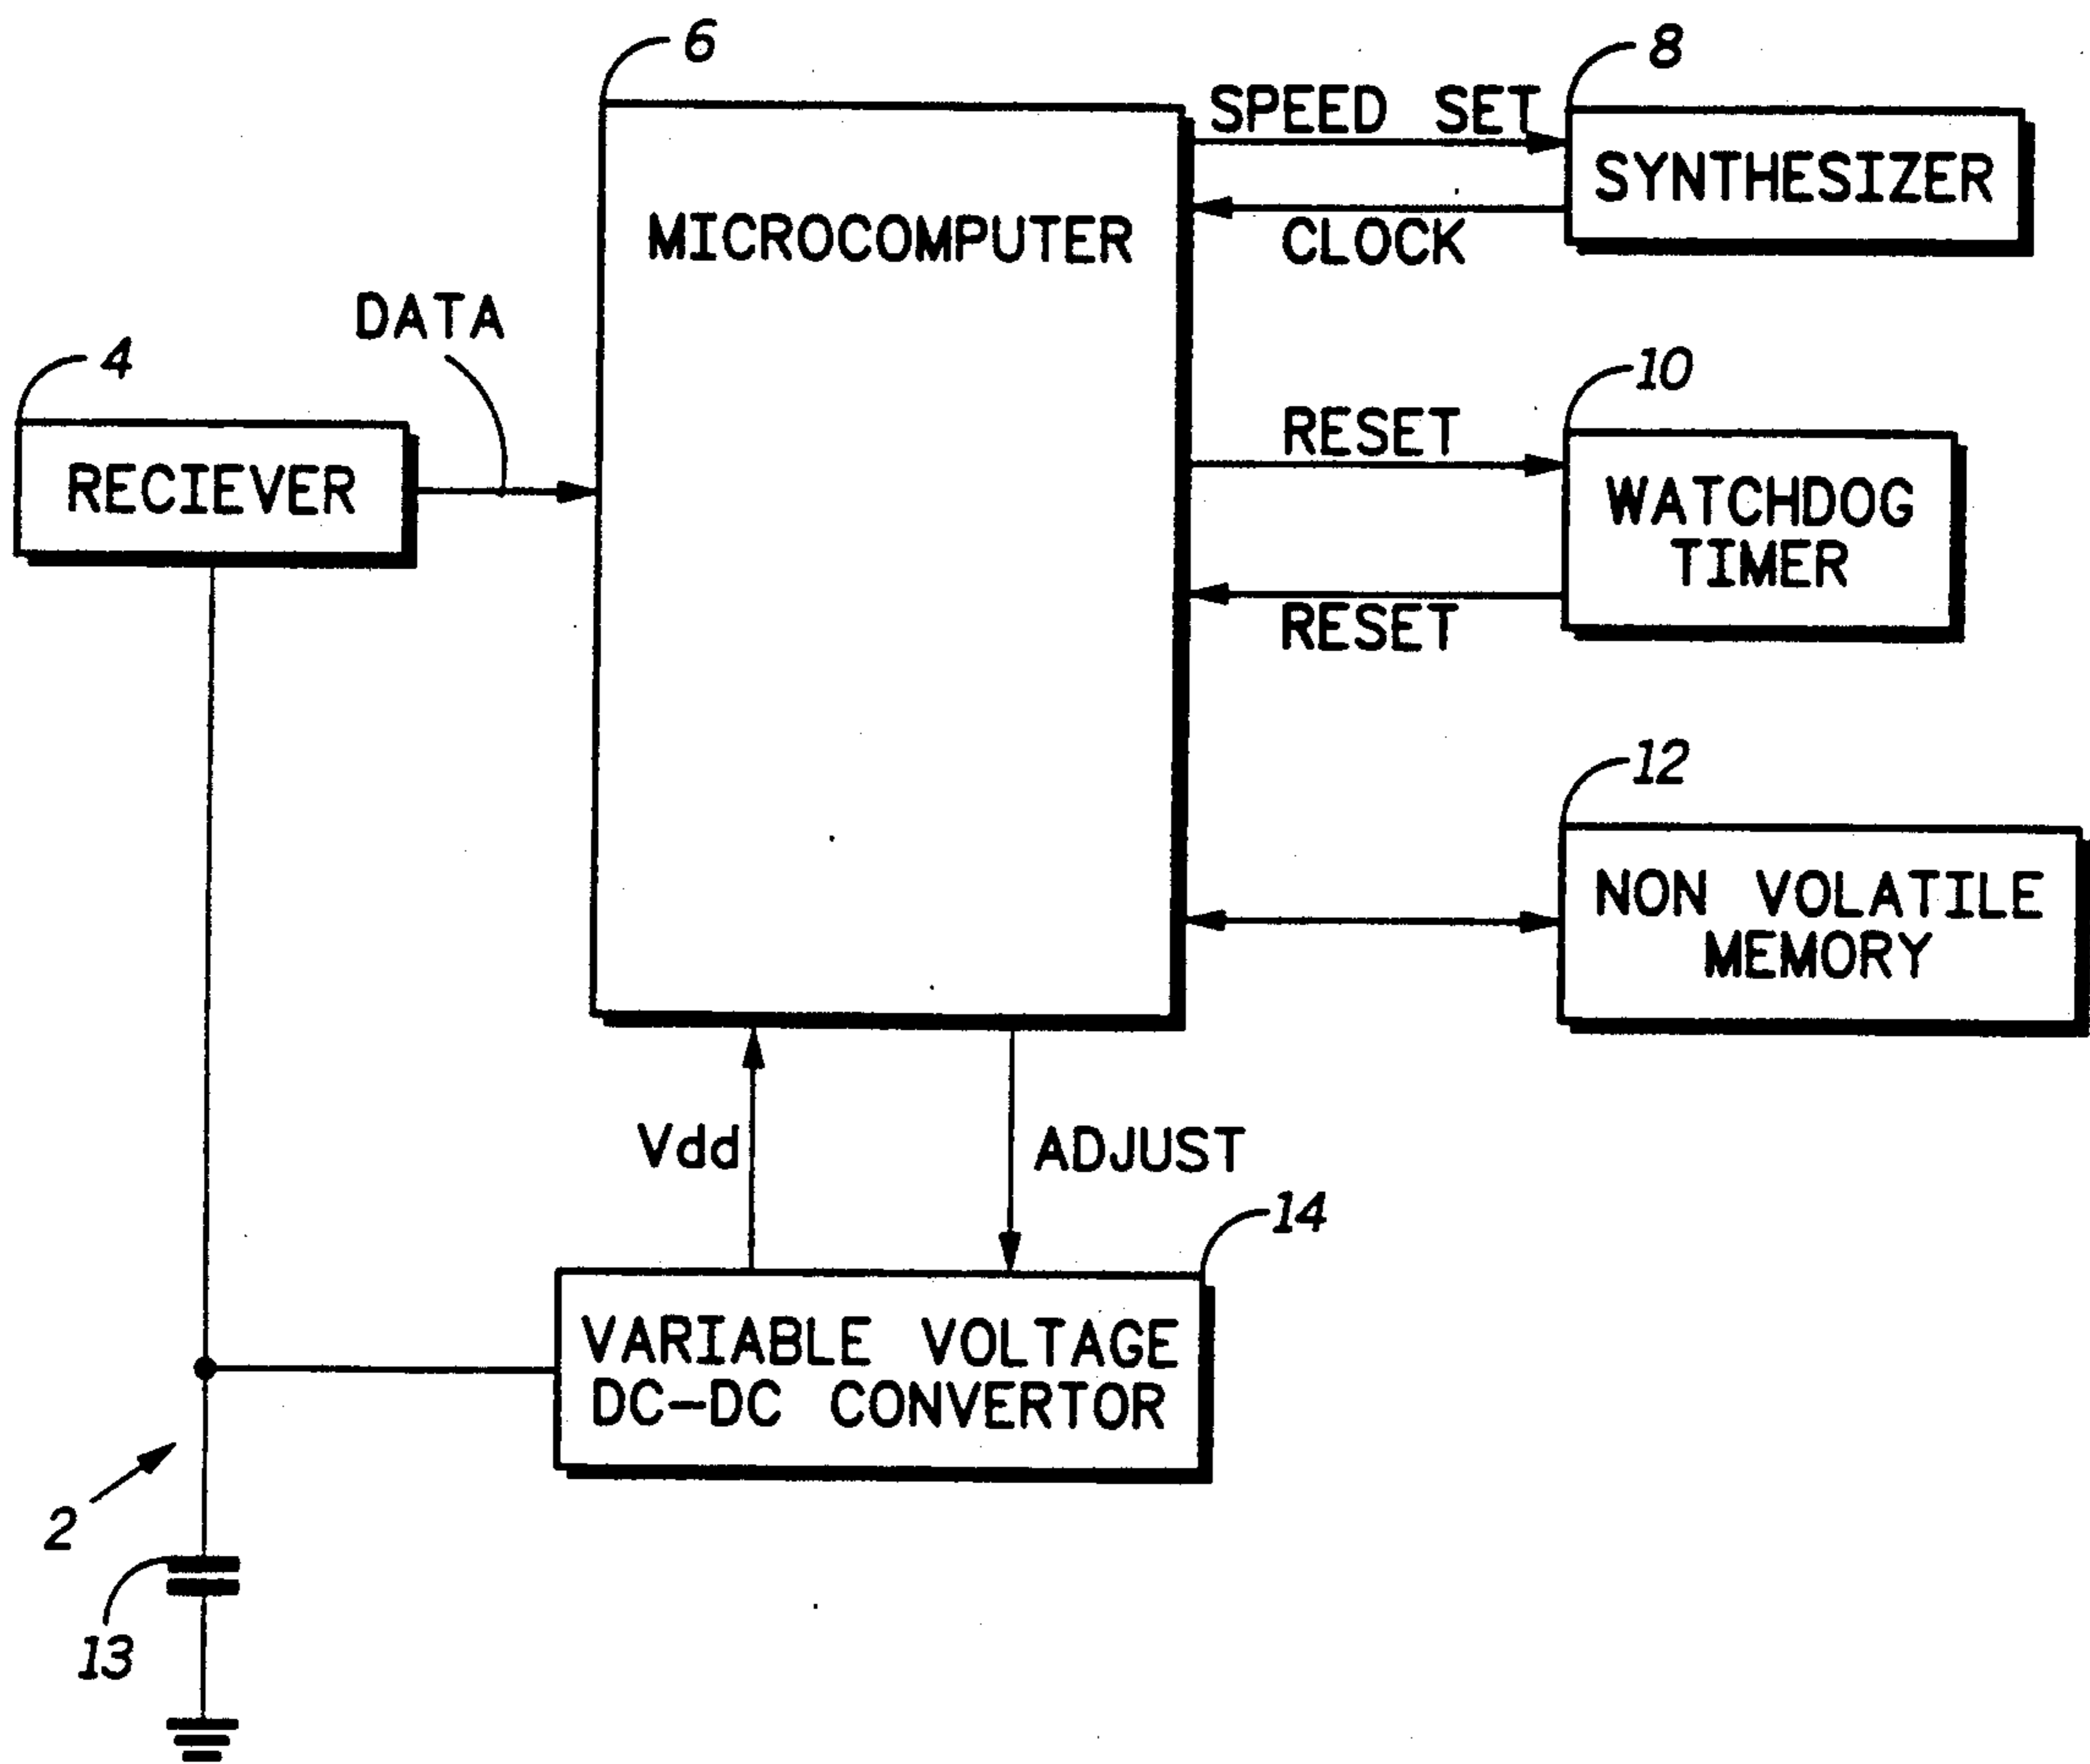 6
8
SPEED SET
SYNTHESIZER
MICROCOMPUTER
CLOCK
DATA
4
10
RECIEVER
RESET
WATCHDOG
TIMER
RESET
12
NON VOLATILE
MEMORY
Vdd
ADJUST
14
VARIABLE VOLTAGE
DC-DC CONVERTOR
2
13